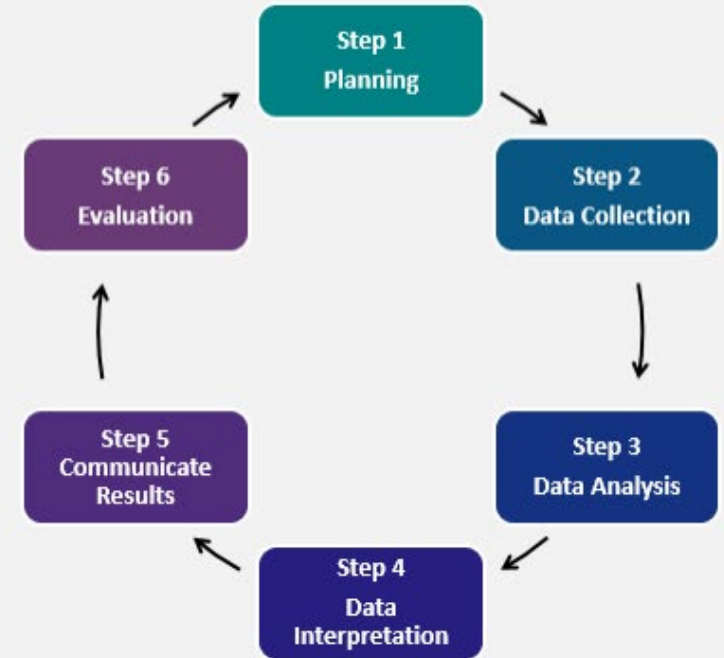 Step 1
Planning
Step 2
Data Collection
Step 3
Data Analysis
Step 4
Data
Interpretation
Step 5
Communicate
Results
Step 6
Evaluation